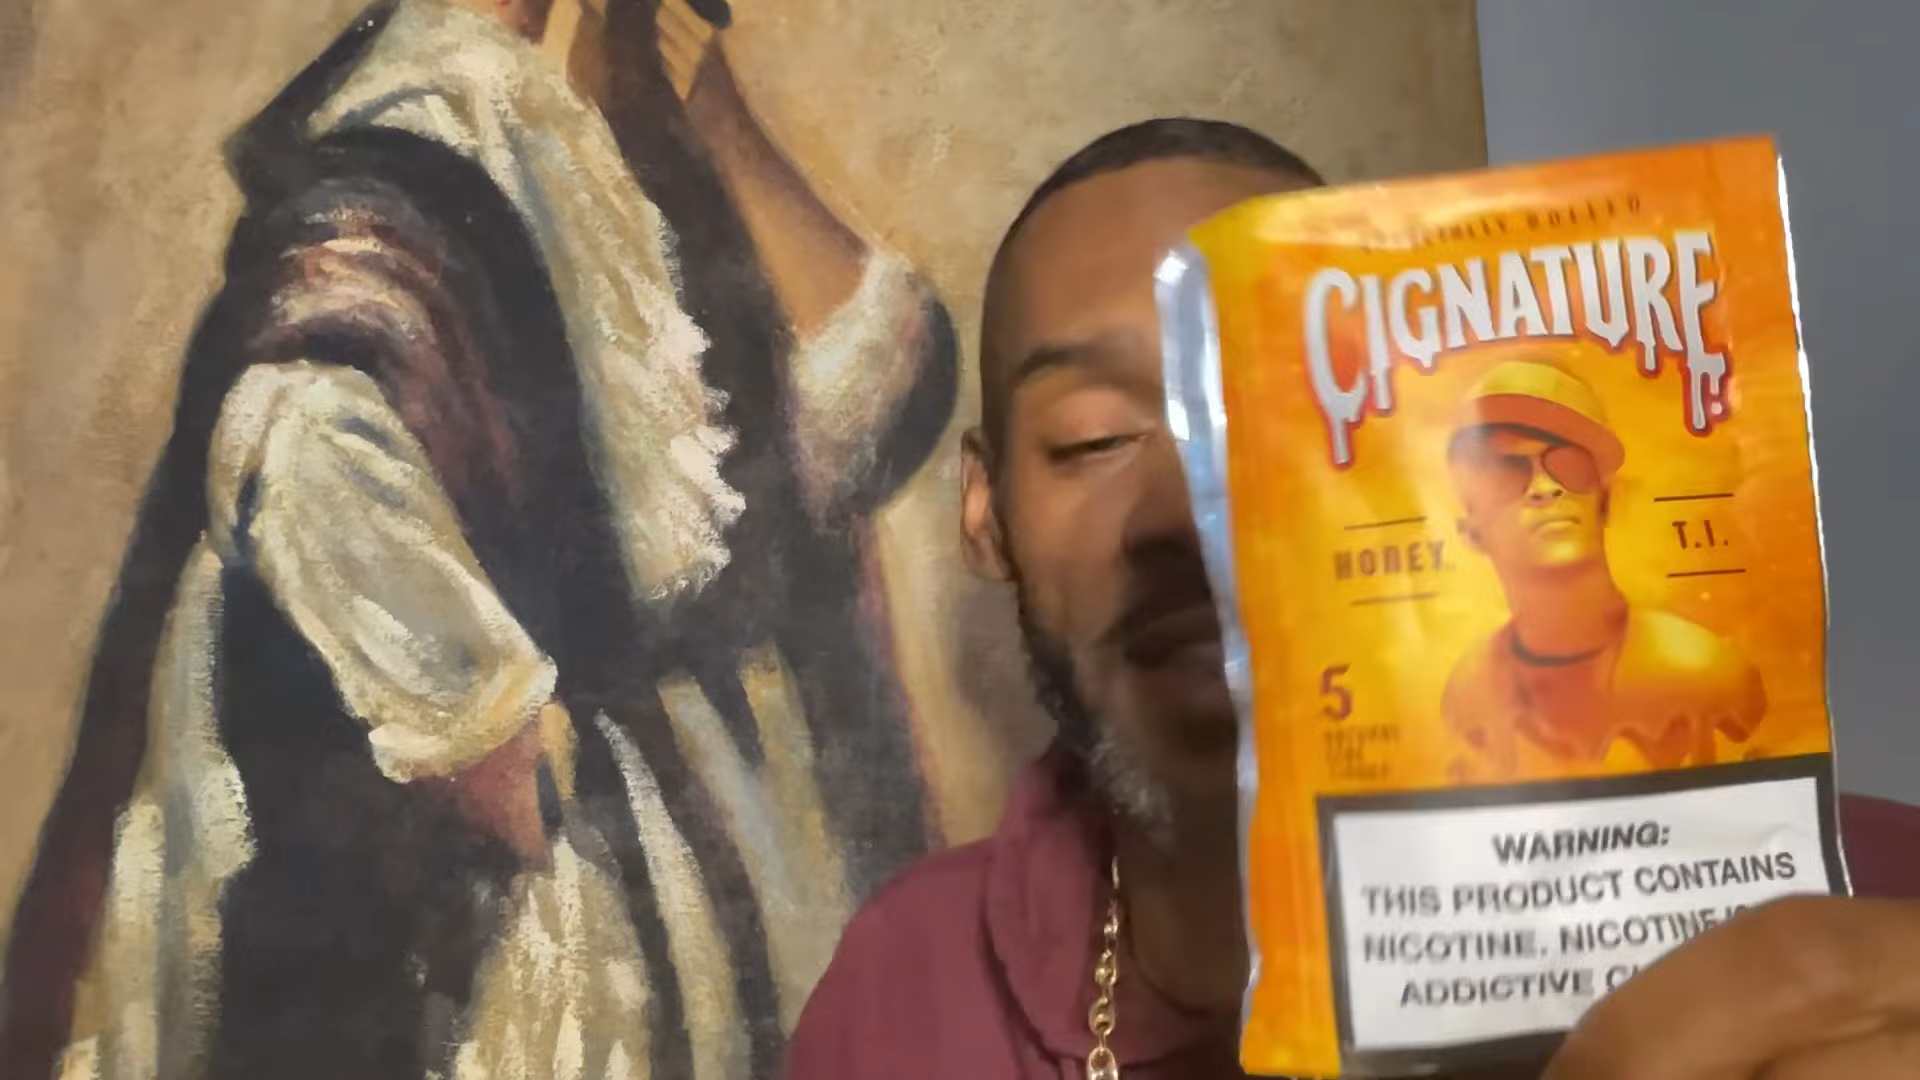 CIGNATURE
HONEY
T.I.
5
WARNING:
THIS PRODUCT CONTAINS
NICOTINE. NICOTINE
ADDICTIVE